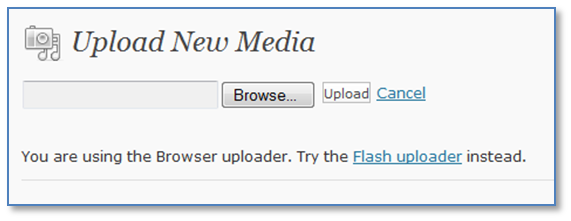 Upload New Media
Browse... Upload Cancel
You are using the Browser uploader. Try the Flash uploader instead.